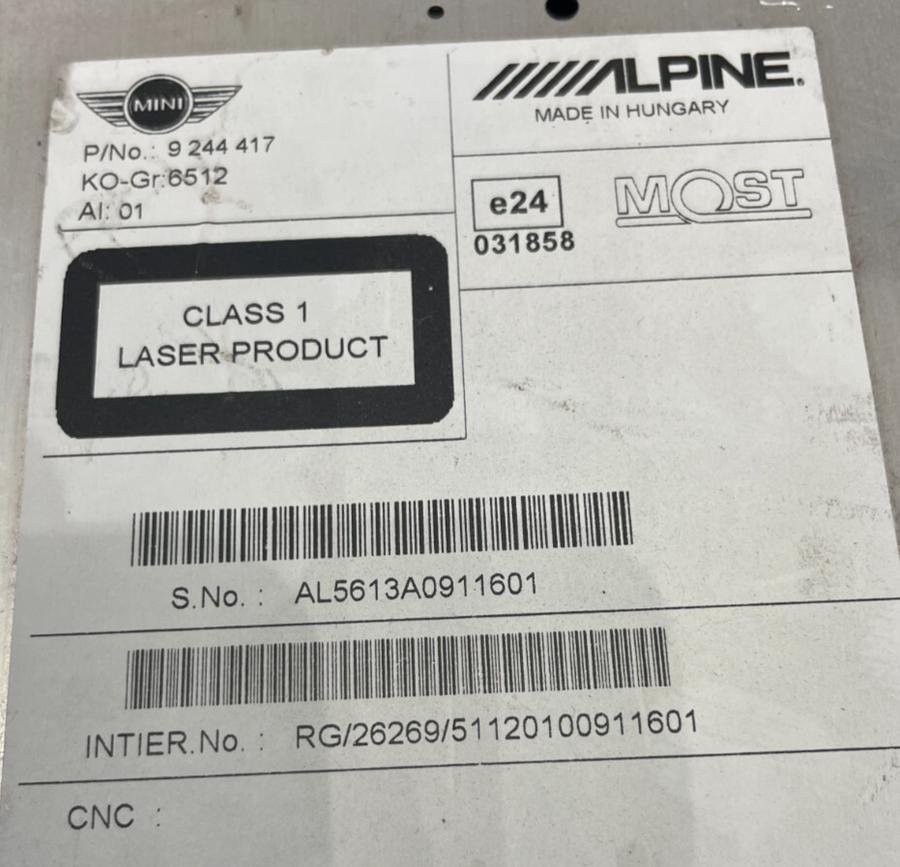 MINI
P/No.: 9 244 417
KO-Gr:6512
AI: 01
ALPINE®
MADE IN HUNGARY
e24
031858
MOST
CLASS 1
LASER PRODUCT
S.No. : AL5613A0911601
INTIER.No. : RG/26269/51120100911601
CNC :